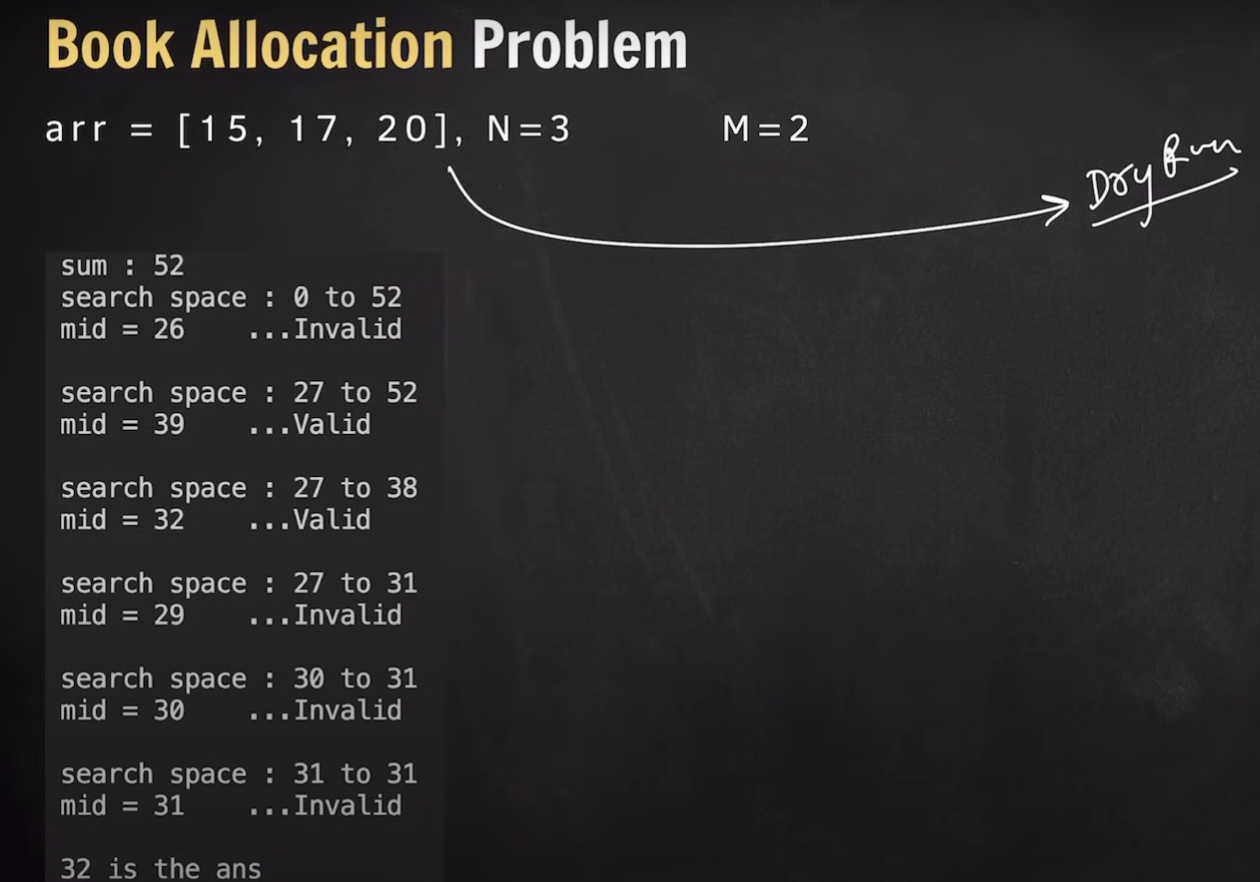 Book Allocation Problem
arr = [15, 17, 20], N=3 M=2
Dry Run
sum : 52
search space : 0 to 52
mid = 26 ...Invalid
search space : 27 to 52
mid = 39 ...Valid
search space : 27 to 38
mid = 32 ...Valid
search space : 27 to 31
mid = 29 ...Invalid
search space : 30 to 31
mid = 30 ...Invalid
search space : 31 to 31
mid = 31 ...Invalid
32 is the ans